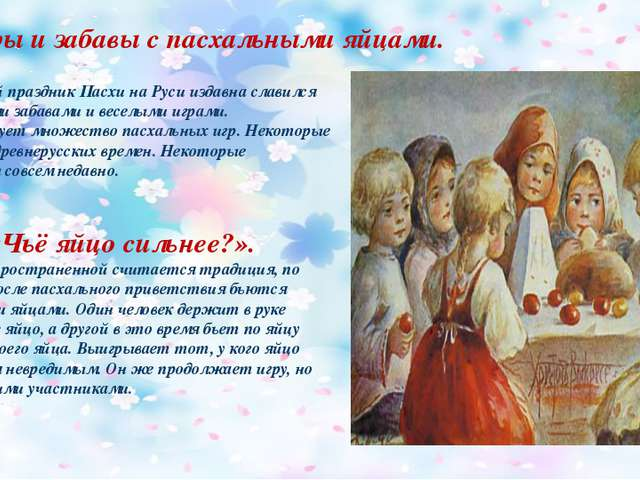 ры и забавы с пасхальными яйцами.
й праздник Пасхи на Руси издавна славился
и забавами и веселыми играми.
ует множество пасхальных игр. Некоторые
древнерусских времен. Некоторые
совсем недавно.
Чьё яйцо сильнее?».
ространенной считается традиция, по
осле пасхального приветствия бьются
и яйцами. Один человек держит в руке
яйцо, а другой в это время бьет по яйцу
оего яйца. Выигрывает тот, у кого яйцо
невредимым. Он же продолжает игру, но
ими участниками.
Христосъ Воскресе